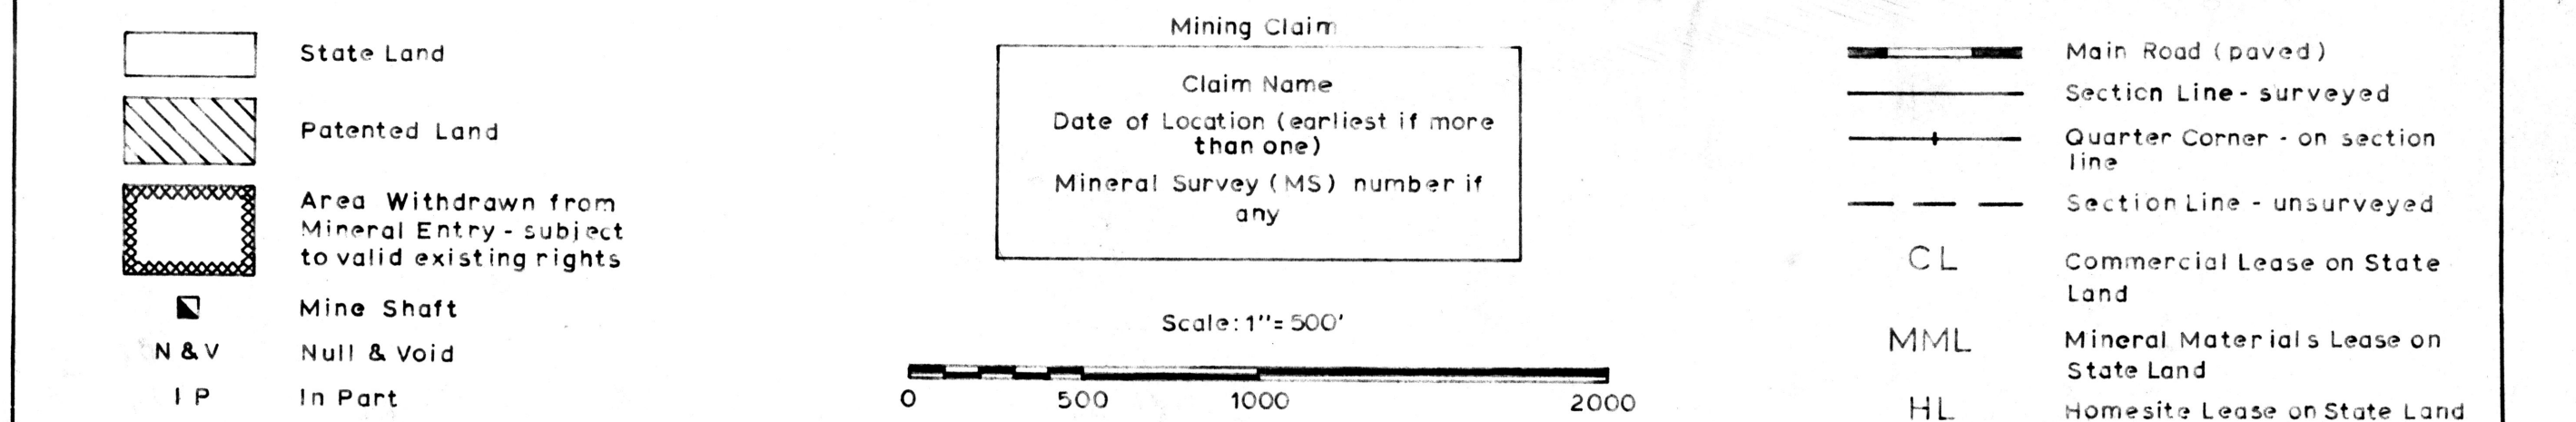 State Land
Patented Land
Area Withdrawn from
Mineral Entry - subject
to valid existing rights
Mine Shaft
N & V Null & Void
I P In Part
Mining Claim
Claim Name
Date of Location (earliest if more
than one)
Mineral Survey (MS) number if
any
Scale: 1"= 500'
0 500 1000 2000
Main Road (paved)
Section Line - surveyed
Quarter Corner - on section
line
Section Line - unsurveyed
CL Commercial Lease on State
Land
MML Mineral Materials Lease on
State Land
HL Homesite Lease on State Land